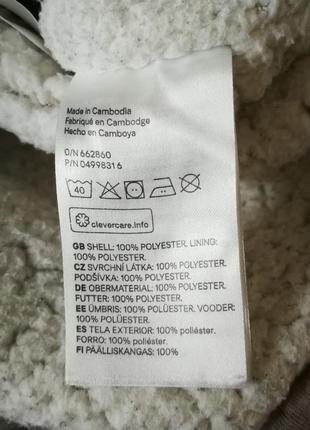 Made in Cambodia
Fabriqué en Cambodge
Hecho en Camboya
O/N 662860
P/N 04998316
40
clevercare.info
GB SHELL: 100% POLYESTER. LINING:
100% POLYESTER.
CZ SVRCHNÍ LÁTKA: 100% POLYESTER.
PODŠÍVKA: 100% POLYESTER.
DE OBERMATERIAL: 100% POLYESTER.
FUTTER: 100% POLYESTER.
EE ÜMBRIS: 100% POLÜESTER. VOODER:
100% POLÜESTER.
ES TELA EXTERIOR: 100% poliéster.
FORRO: 100% poliéster.
FI PÄÄLLISKANGAS: 100%